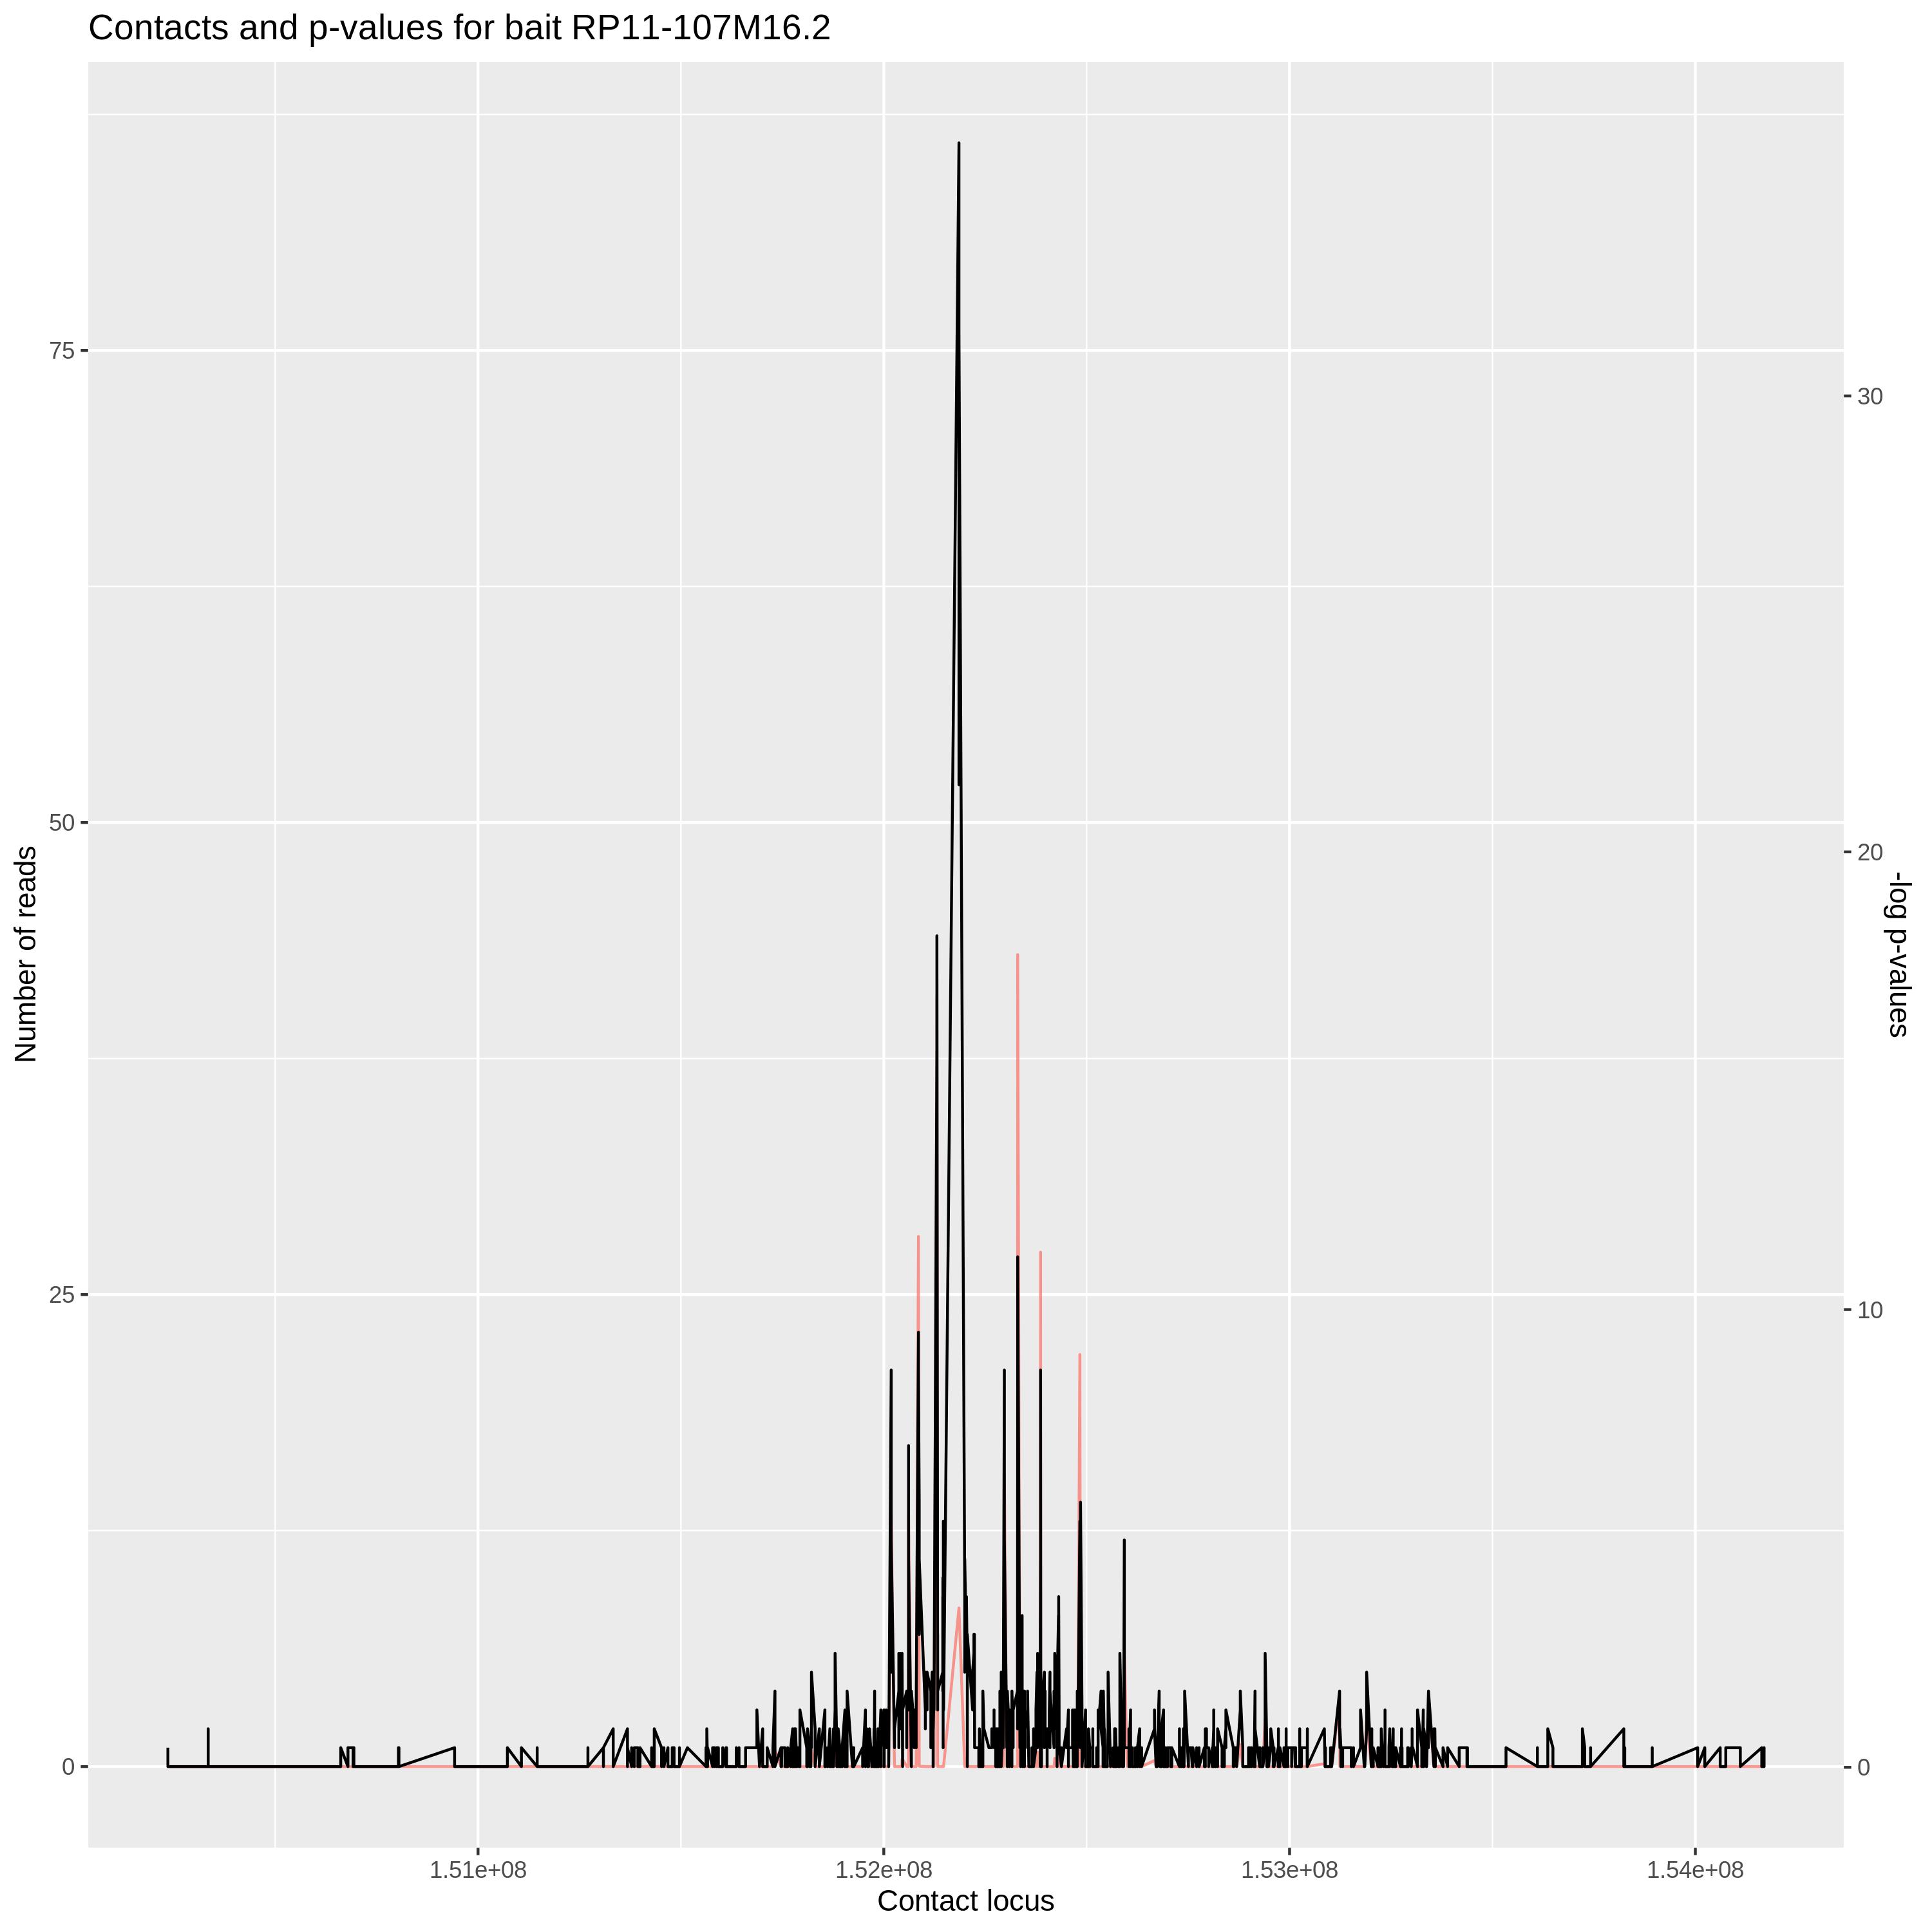 Contacts and p-values for bait RP11-107M16.2
Number of reads
75
50
25
0
30
20
10
0
-log p-values
1.51e+08
1.52e+08
1.53e+08
1.54e+08
Contact locus